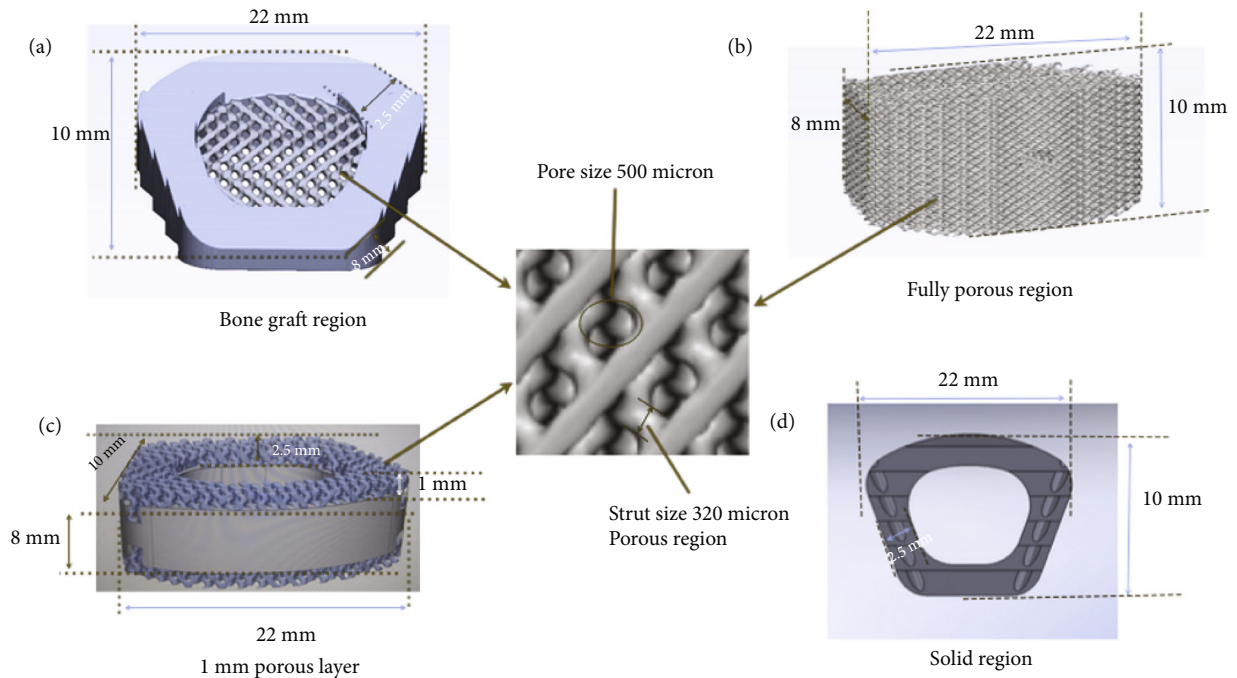 (a)
22 mm
10 mm
2.5 mm
8 mm
Bone graft region
(b)
22 mm
8 mm
10 mm
Fully porous region
Pore size 500 micron
Strut size 320 micron
Porous region
(c)
10 mm
2.5 mm
1 mm
8 mm
22 mm
1 mm porous layer
(d)
22 mm
10 mm
2.5 mm
Solid region